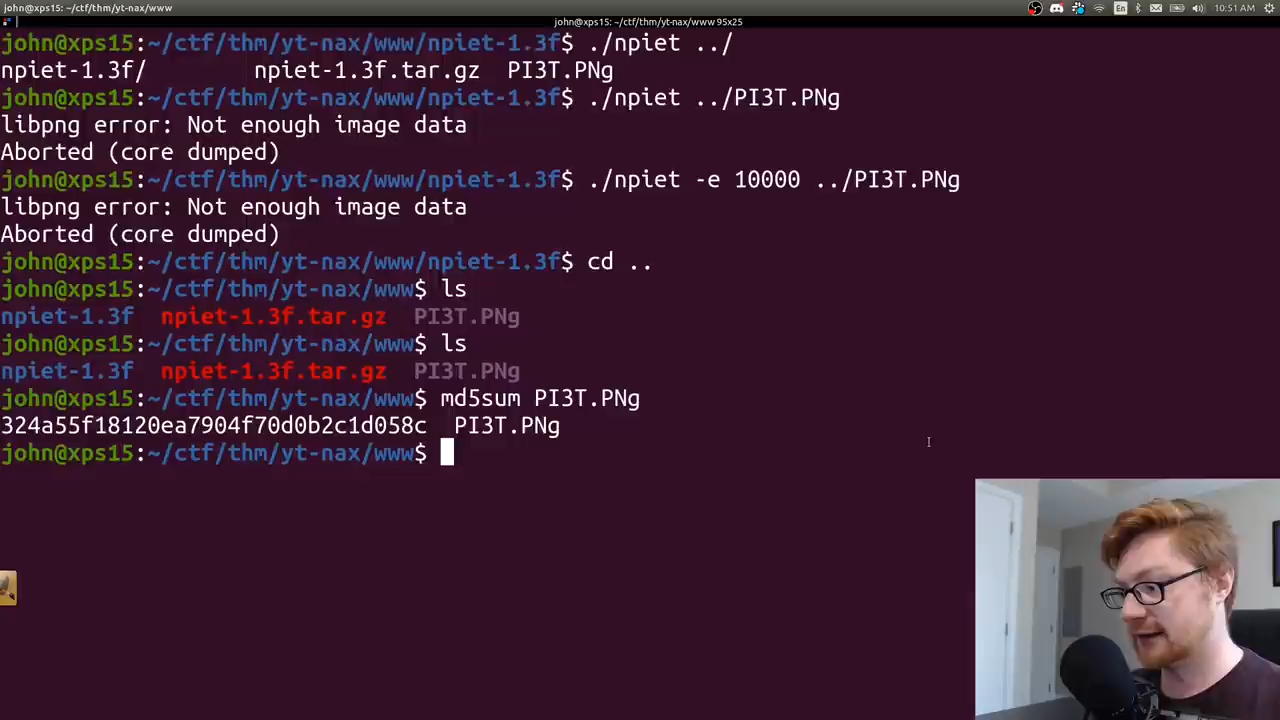 john@xps15: ~/ctf/thm/yt-nax/www
En
10:51 AM
john@xps15: ~/ctf/thm/yt-nax/www 95x25
john@xps15:~/ctf/thm/yt-nax/www/npiet-1.3f$ ./npiet ../
npiet-1.3f/ npiet-1.3f.tar.gz PI3T.PNg
john@xps15:~/ctf/thm/yt-nax/www/npiet-1.3f$ ./npiet ../PI3T.PNg
libpng error: Not enough image data
Aborted (core dumped)
john@xps15:~/ctf/thm/yt-nax/www/npiet-1.3f$ ./npiet -e 10000 ../PI3T.PNg
libpng error: Not enough image data
Aborted (core dumped)
john@xps15:~/ctf/thm/yt-nax/www/npiet-1.3f$ cd ..
john@xps15:~/ctf/thm/yt-nax/www$ ls
npiet-1.3f npiet-1.3f.tar.gz PI3T.PNg
john@xps15:~/ctf/thm/yt-nax/www$ ls
npiet-1.3f npiet-1.3f.tar.gz PI3T.PNg
john@xps15:~/ctf/thm/yt-nax/www$ md5sum PI3T.PNg
324a55f18120ea7904f70d0b2c1d058c PI3T.PNg
john@xps15:~/ctf/thm/yt-nax/www$